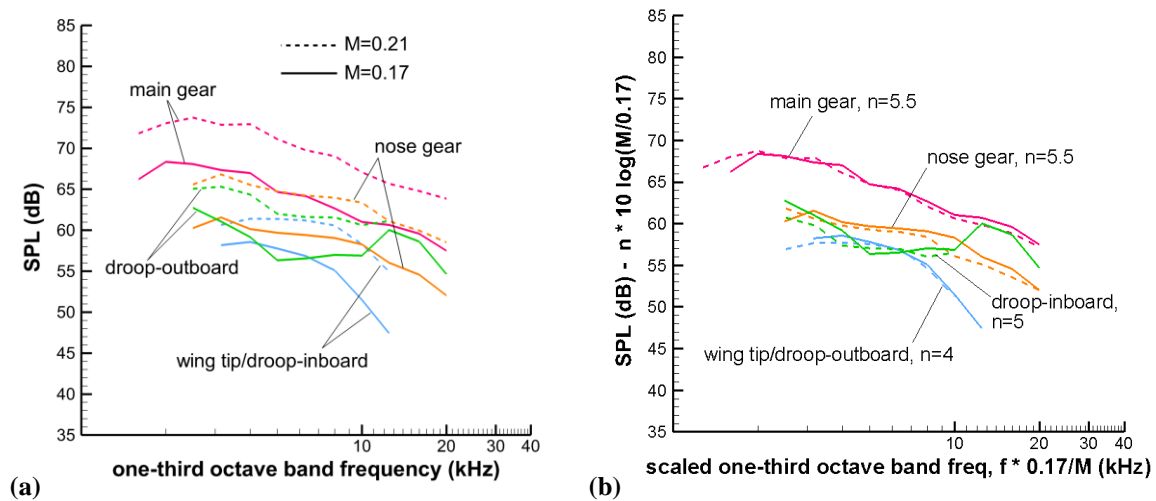 85
80
75
70
65
60
55
50
45
40
35
SPL (dB)
M=0.21
M=0.17
main gear
nose gear
droop-outboard
wing tip/droop-inboard
10
20
30
40
one-third octave band frequency (kHz)
(a)
85
80
75
70
65
60
55
50
45
40
35
SPL (dB) - n * 10 log(M/0.17)
main gear, n=5.5
nose gear, n=5.5
droop-inboard,
n=5
wing tip/droop-outboard, n=4
10
20
30
40
scaled one-third octave band freq, f * 0.17/M (kHz)
(b)